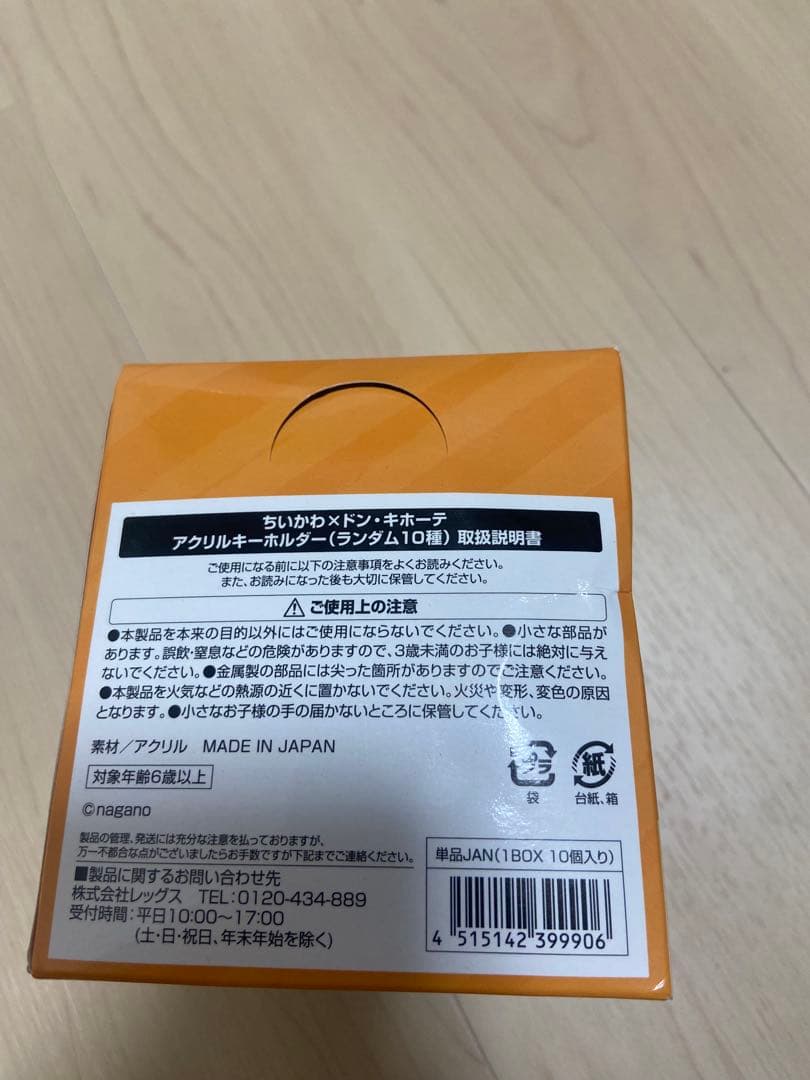 ちいかわ×ドン・キホーテ
アクリルキーホルダー(ランダム10種) 取扱説明書
ご使用になる前に以下の注意事項をよくお読みください。
また、お読みになった後も大切に保管してください。
ご使用上の注意
●本製品を本来の目的以外にはご使用にならないでください。●小さな部品が
あります。誤飲・窒息などの危険がありますので、3歳未満のお子様には絶対に与え
ないでください。●金属製の部品には尖った箇所がありますのでご注意ください。
●本製品を火気などの熱源の近くに置かないでください。火災や変形、変色の原因
となります。●小さなお子様の手の届かないところに保管してください。
素材/アクリル MADE IN JAPAN
対象年齢6歳以上
プラ
袋
紙
台紙、箱
©nagano
製品の管理、発送には充分な注意を払っておりますが、
万一不都合な点がございましたらお手数ですが下記までご連絡ください。
■製品に関するお問い合わせ先
株式会社レッグス TEL:0120-434-889
受付時間:平日10:00〜17:00
(土・日・祝日、年末年始を除く)
単品JAN(1BOX 10個入り)
4 515142 399906